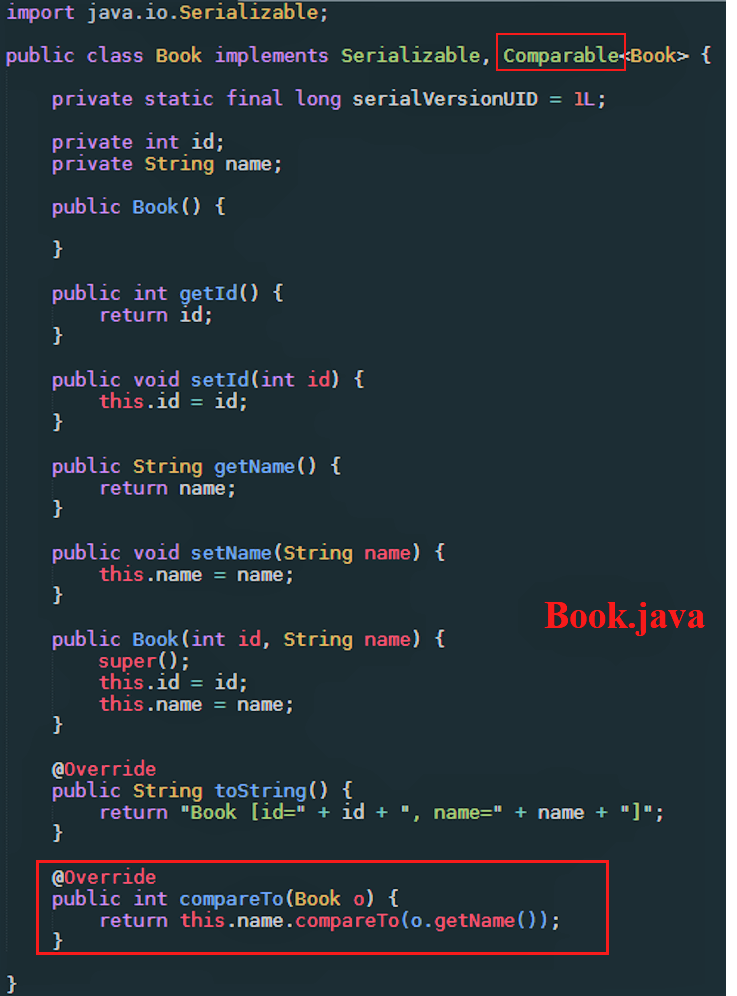 import java.io.Serializable;
public class Book implements Serializable, Comparable<Book> {
private static final long serialVersionUID = 1L;
private int id;
private String name;
public Book() {
}
public int getId() {
return id;
}
public void setId(int id) {
this.id = id;
}
public String getName() {
return name;
}
public void setName(String name) {
this.name = name;
}
Book.java
public Book(int id, String name) {
super();
this.id = id;
this.name = name;
}
@Override
public String toString() {
return "Book [id=" + id + ", name=" + name + "]";
}
@Override
public int compareTo(Book o) {
return this.name.compareTo(o.getName());
}
}